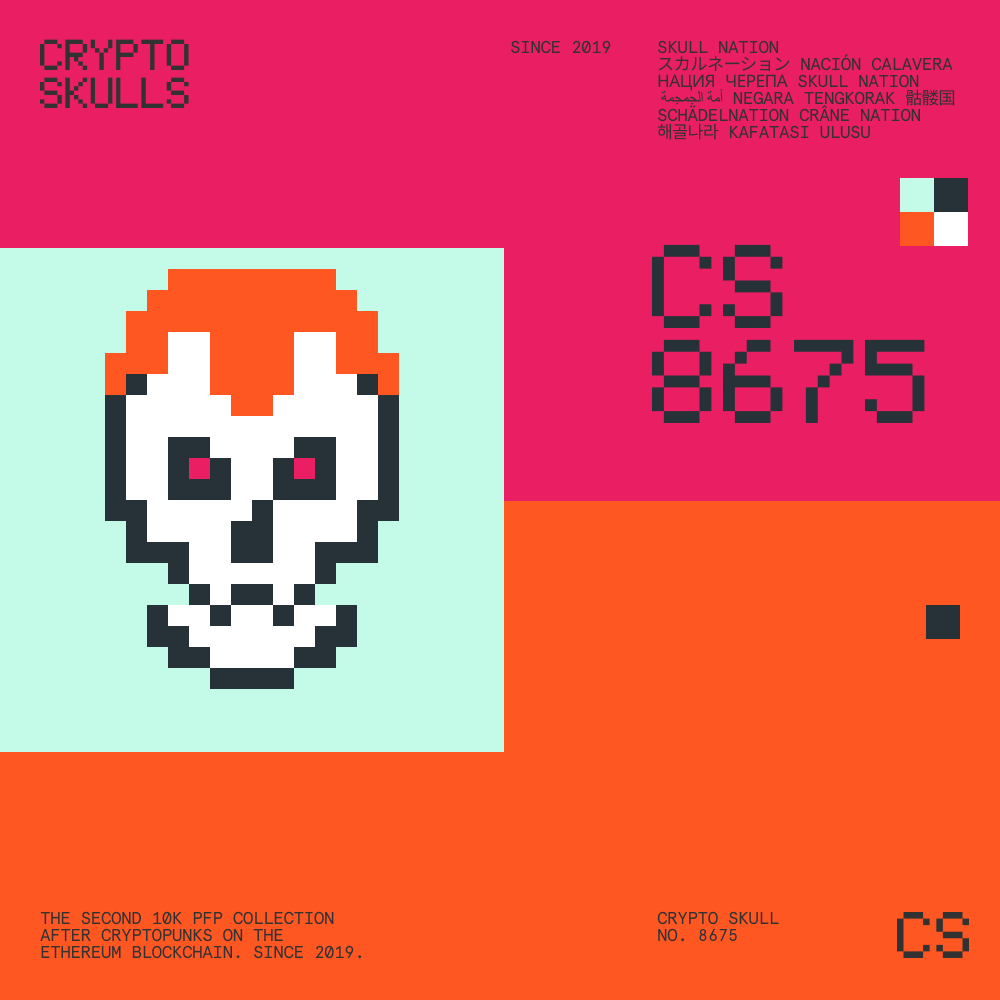 CRYPTO
SKULLS
SINCE 2019
SKULL NATION
スカルネーション NACIÓN CALAVERA
НАЦИЯ ЧЕРЕПА SKULL NATION
أمة الجمجمة NEGARA TENGKORAK 骷髅国
SCHÄDELNATION CRÂNE NATION
해골나라 KAFATASI ULUSU
CS
8675
THE SECOND 10K PFP COLLECTION
AFTER CRYPTOPUNKS ON THE
ETHEREUM BLOCKCHAIN. SINCE 2019.
CRYPTO SKULL
NO. 8675
CS